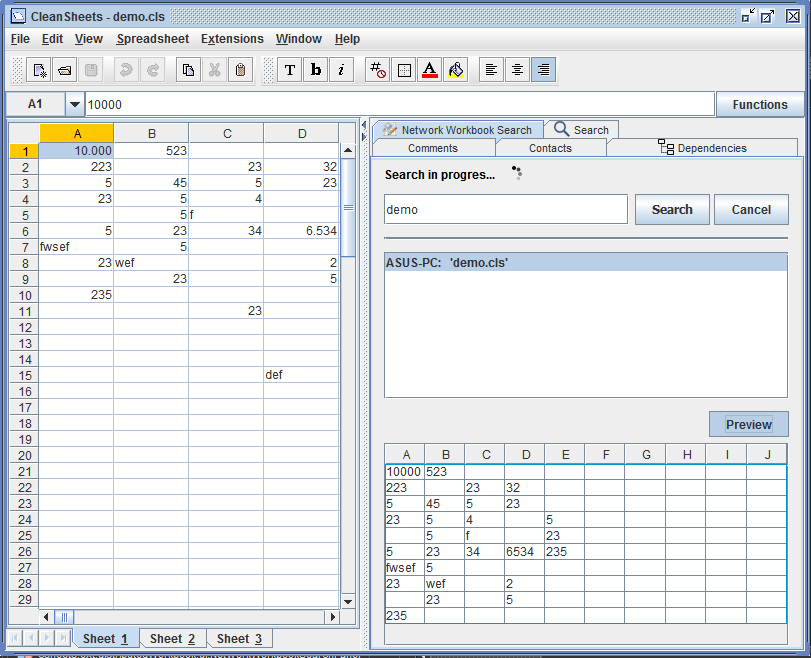 CleanSheets - demo.cls
File Edit View Spreadsheet Extensions Window Help
T b i # A
A1 10000 Functions
A B C D
1 10.000 523
2 223 23 32
3 5 45 5 23
4 23 5 4
5 5 f
6 5 23 34 6.534
7 fwsef 5
8 23 wef 2
9 23 5
10 235
11 23
12
13
14
15 def
16
17
18
19
20
21
22
23
24
25
26
27
28
29
Sheet 1 Sheet 2 Sheet 3
Network Workbook Search Search
Comments Contacts Dependencies
Search in progres...
demo Search Cancel
ASUS-PC: 'demo.cls'
Preview
A B C D E F G H I J
10000 523
223 23 32
5 45 5 23
23 5 4 5
5 f 23
5 23 34 6534 235
fwsef 5
23 wef 2
23 5
235